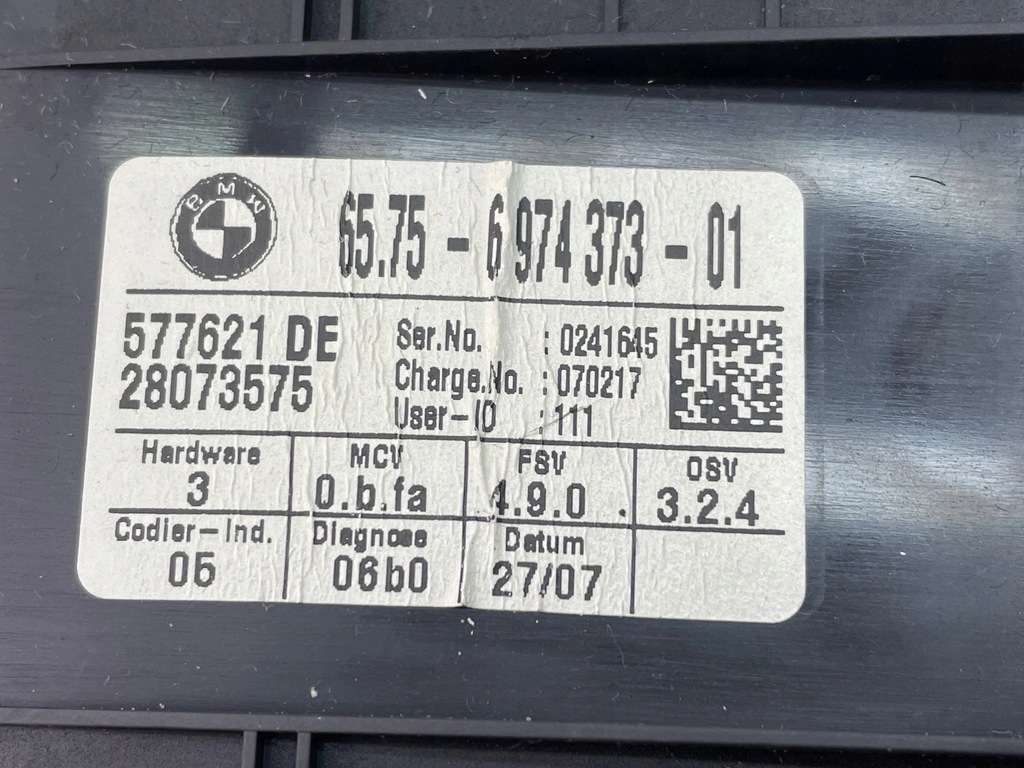 BMW
65.75 - 6 974 373 - 01
577621 DE
28073575
Ser.No. : 0241645
Charge.No. : 070217
User-ID : 111
Hardware MCV FSV OSV
3 0.b.fa 4.9.0 . 3.2.4
Codier-Ind. Diagnose Datum
05 06b0 27/07